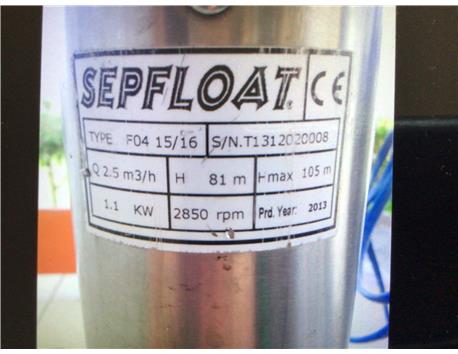 SEPFLOAT. CE
TYPE F04 15/16 S/N.T1312020008
Q 2.5 m3/h H 81 m Hmax 105 m
1.1 KW 2850 rpm Prd. Year: 2013